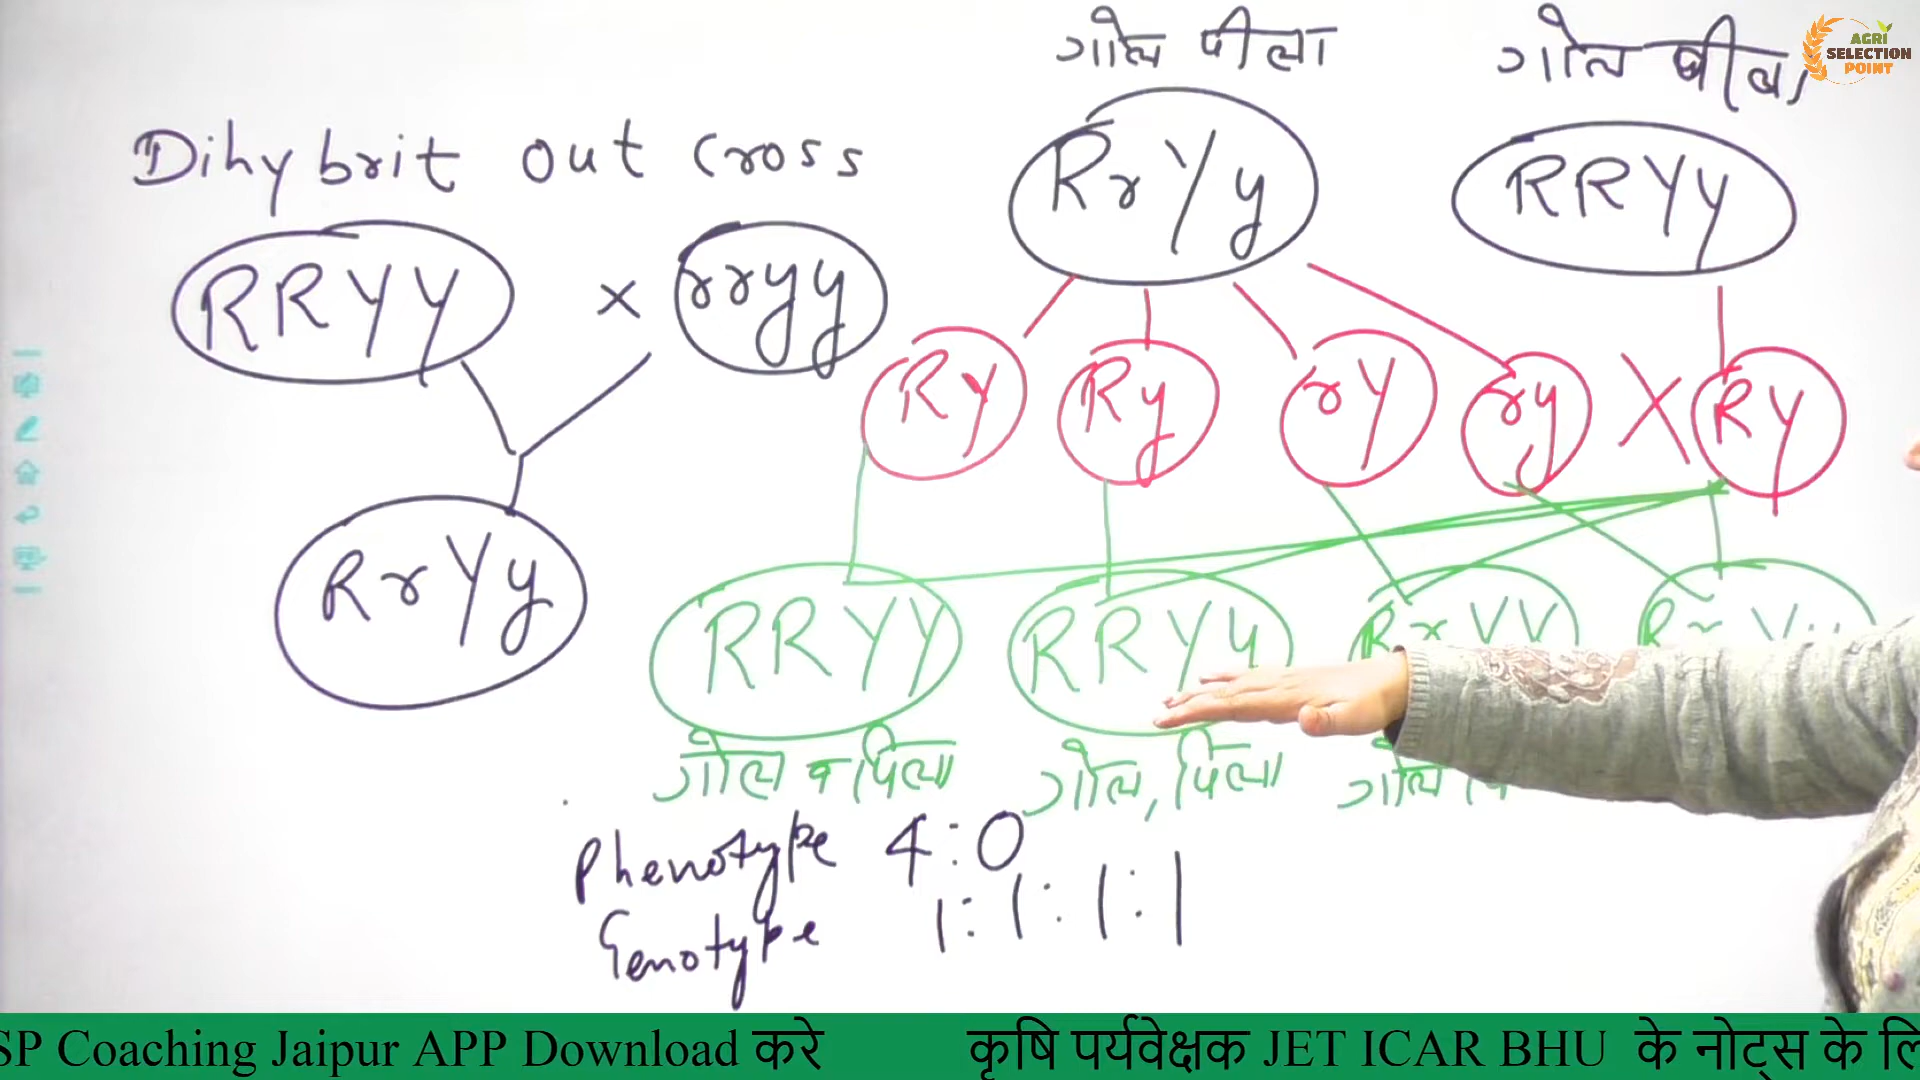 Dihybrit out cross
RRYY × rryy
RrYy
गोल पीला
गोल पीला
RrYy
RRYY
RY Ry rY ry × RY
RRYY RRYy RrYY
गोल व पिला गोल, पिला गोल
Phenotype 4:0
Genotype 1:1:1:1
AGRI
SELECTION
POINT
SP Coaching Jaipur APP Download करे कृषि पर्यवेक्षक JET ICAR BHU के नोट्स के लि